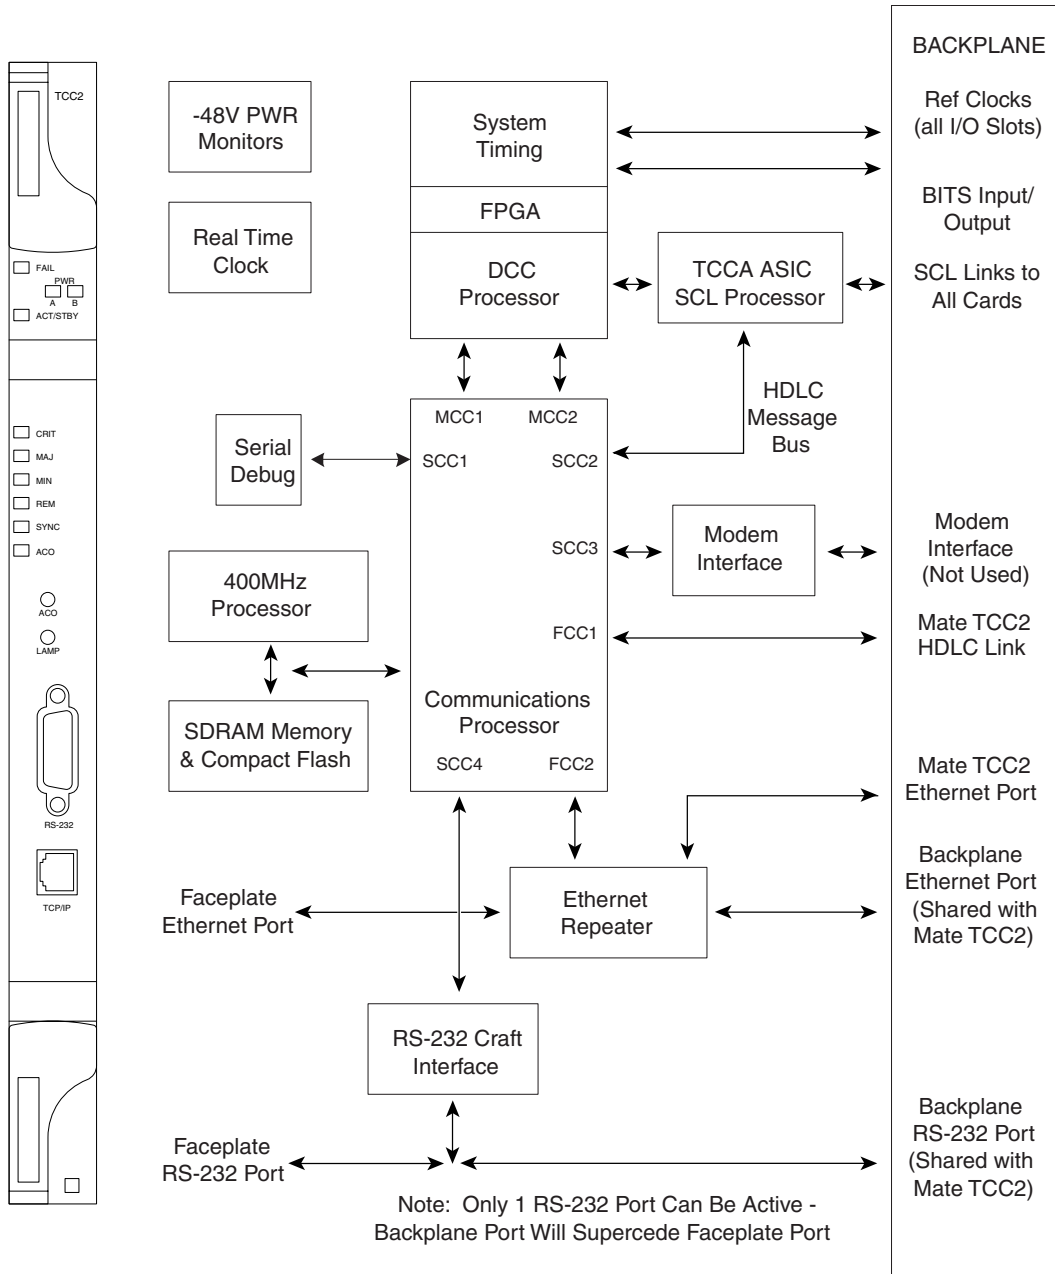 TCC2
FAIL
PWR
A B
ACT/STBY
CRIT
MAJ
MIN
REM
SYNC
ACO
ACO
LAMP
RS-232
TCP/IP
-48V PWR
Monitors
Real Time
Clock
System
Timing
FPGA
DCC
Processor
TCCA ASIC
SCL Processor
HDLC
Message
Bus
MCC1 MCC2
SCC1 SCC2
Serial
Debug
SCC3
Modem
Interface
400MHz
Processor
FCC1
SDRAM Memory
& Compact Flash
Communications
Processor
SCC4 FCC2
Faceplate
Ethernet Port
Ethernet
Repeater
RS-232 Craft
Interface
Faceplate
RS-232 Port
Note: Only 1 RS-232 Port Can Be Active -
Backplane Port Will Supercede Faceplate Port
BACKPLANE
Ref Clocks
(all I/O Slots)
BITS Input/
Output
SCL Links to
All Cards
Modem
Interface
(Not Used)
Mate TCC2
HDLC Link
Mate TCC2
Ethernet Port
Backplane
Ethernet Port
(Shared with
Mate TCC2)
Backplane
RS-232 Port
(Shared with
Mate TCC2)